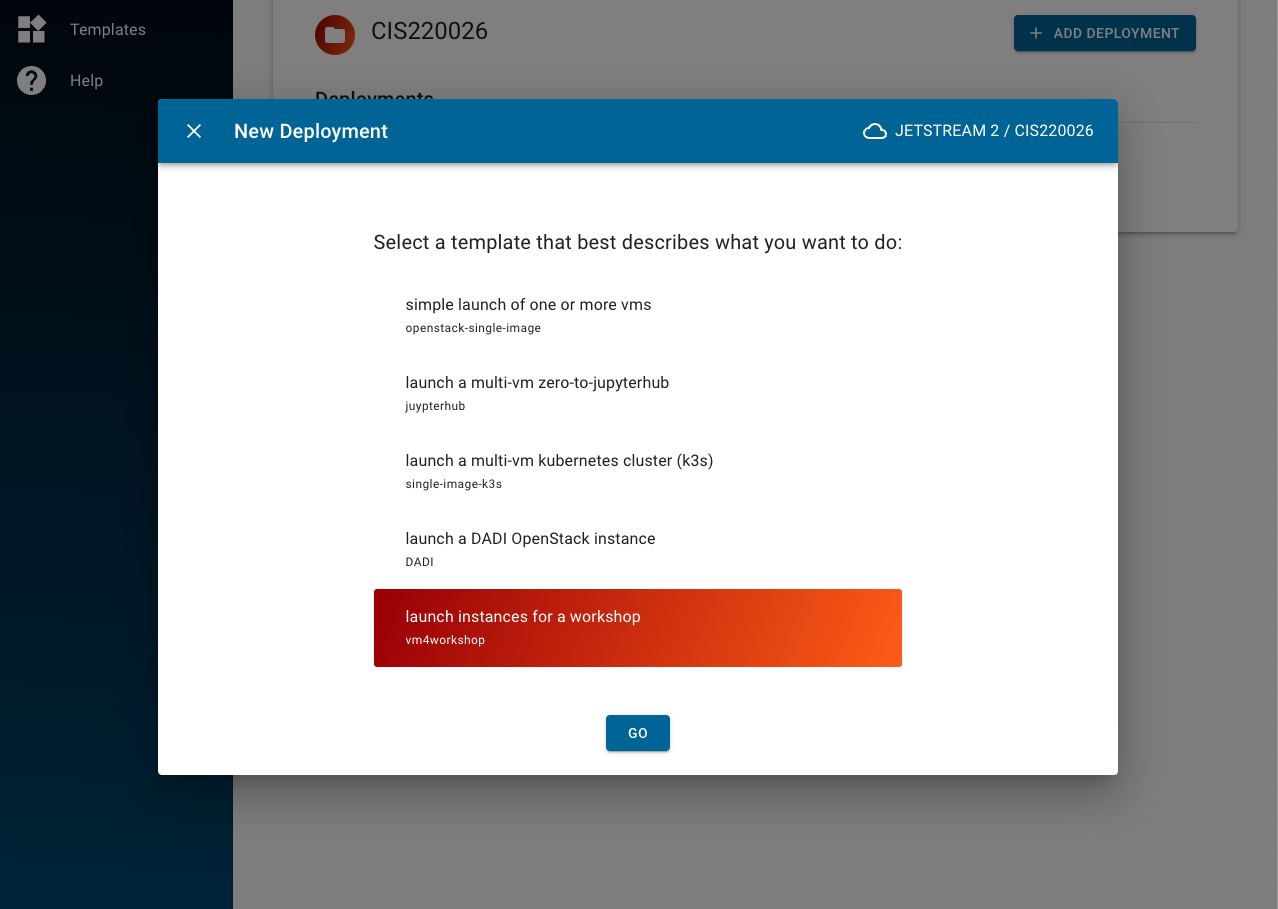 Templates
CIS220026
ADD DEPLOYMENT
Help
Deployments
New Deployment
JETSTREAM 2 / CIS220026
Select a template that best describes what you want to do:
simple launch of one or more vms
openstack-single-image
launch a multi-vm zero-to-jupyterhub
juypterhub
launch a multi-vm kubernetes cluster (k3s)
single-image-k3s
launch a DADI OpenStack instance
DADI
launch instances for a workshop
vm4workshop
GO